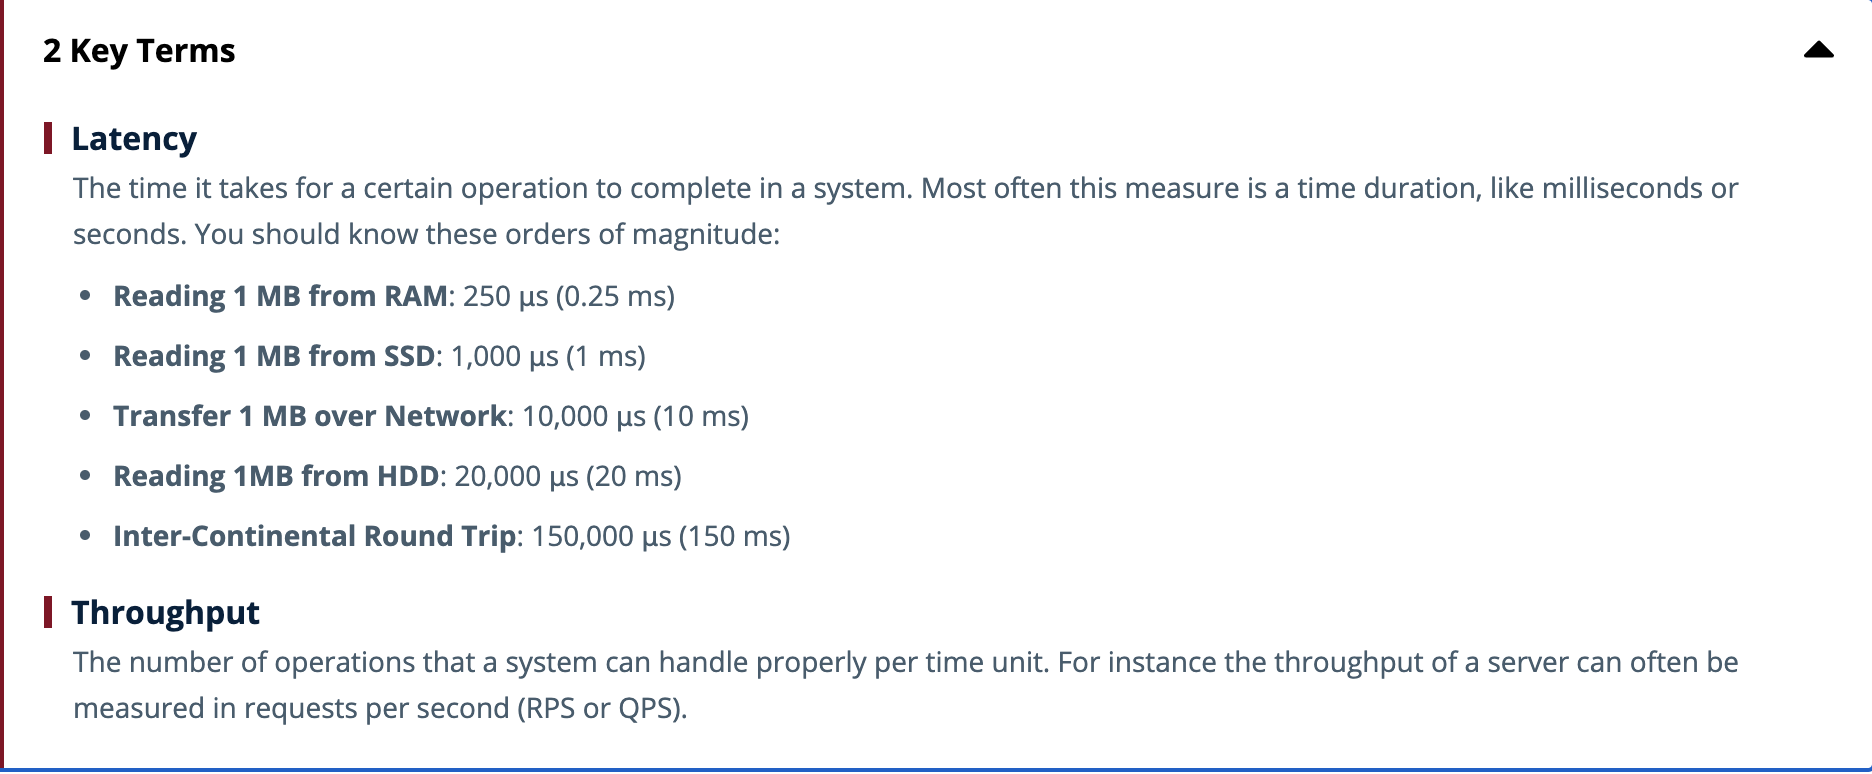 2 Key Terms
Latency
The time it takes for a certain operation to complete in a system. Most often this measure is a time duration, like milliseconds or
seconds. You should know these orders of magnitude:
• Reading 1 MB from RAM: 250 μs (0.25 ms)
• Reading 1 MB from SSD: 1,000 μs (1 ms)
• Transfer 1 MB over Network: 10,000 μs (10 ms)
• Reading 1MB from HDD: 20,000 μs (20 ms)
• Inter-Continental Round Trip: 150,000 μs (150 ms)
Throughput
The number of operations that a system can handle properly per time unit. For instance the throughput of a server can often be
measured in requests per second (RPS or QPS).